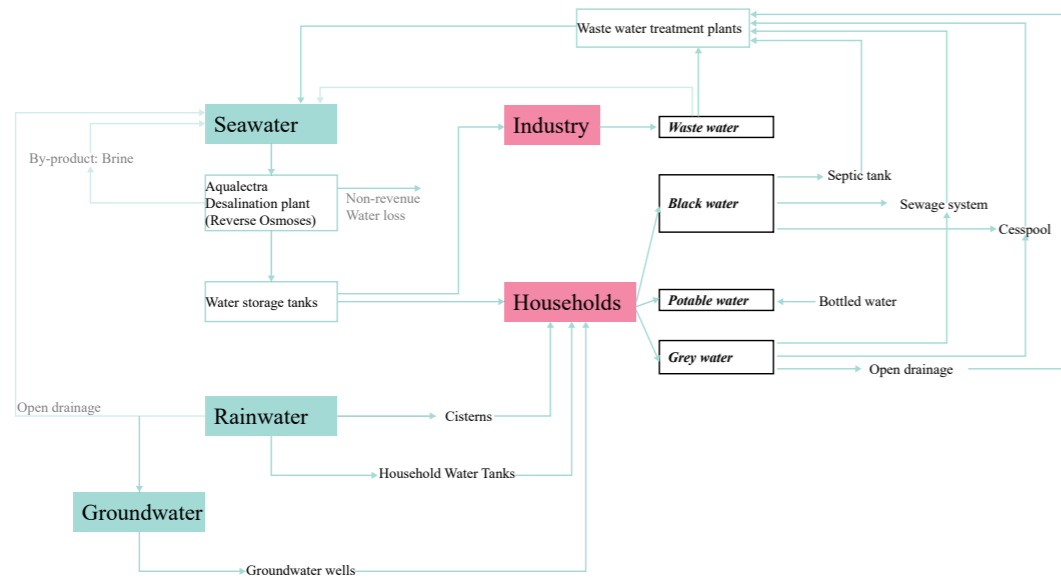 Waste water treatment plants
Seawater
Industry
Waste water
By-product: Brine
Aqualectra
Desalination plant
(Reverse Osmoses)
Non-revenue
Water loss
Black water
Septic tank
Sewage system
Cesspool
Water storage tanks
Households
Potable water
Bottled water
Grey water
Open drainage
Open drainage
Rainwater
Cisterns
Household Water Tanks
Groundwater
Groundwater wells